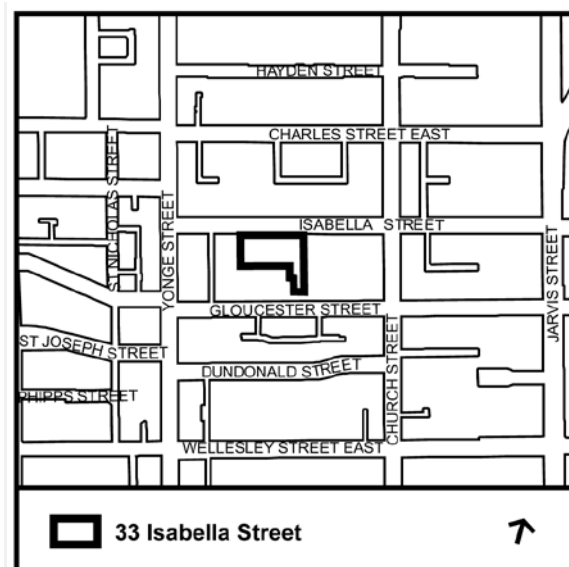 HAYDEN STREET
CHARLES STREET EAST
ST NICHOLAS STREET
YONGE STREET
ISABELLA STREET
GLOUCESTER STREET
JARVIS STREET
ST JOSEPH STREET
DUNDONALD STREET
CHURCH STREET
PHIPPS STREET
WELLESLEY STREET EAST
33 Isabella Street